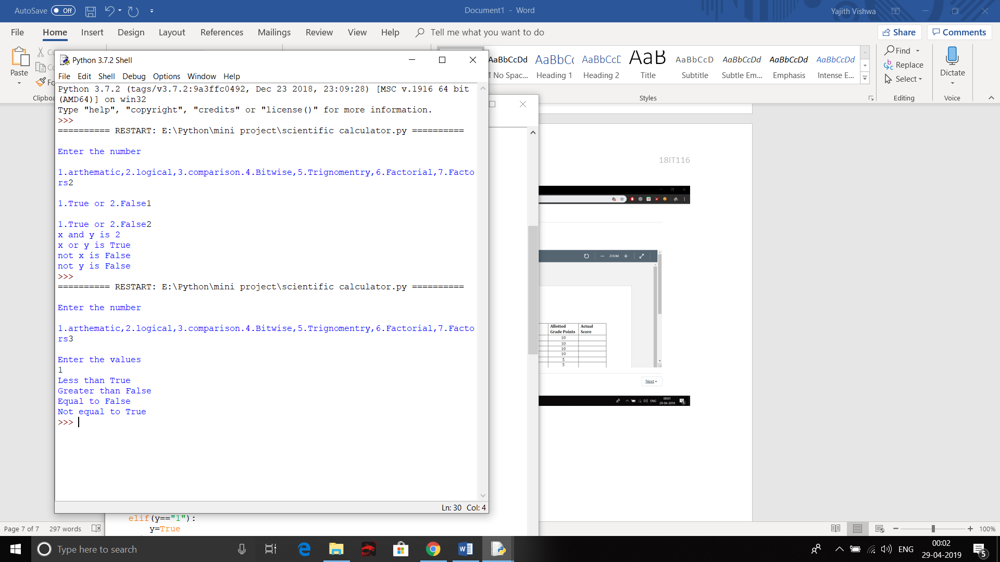 AutoSave Off
Document1 - Word
Yajith Vishwa
File Home Insert Design Layout References Mailings Review View Help Tell me what you want to do
Share Comments
Paste
Clipboa
AaBbCcDd AaBbCc AaBbCcD AaB AaBbCcD AaBbCcDd AaBbCcDd AaBbCcDd
¶ No Spac... Heading 1 Heading 2 Title Subtitle Subtle Em... Emphasis Intense E...
Styles
Find
Replace
Select
Editing
Dictate
Voice
Python 3.7.2 Shell
File Edit Shell Debug Options Window Help
Python 3.7.2 (tags/v3.7.2:9a3ffc0492, Dec 23 2018, 23:09:28) [MSC v.1916 64 bit
(AMD64)] on win32
Type "help", "copyright", "credits" or "license()" for more information.
>>>
========== RESTART: E:\Python\mini project\scientific calculator.py ==========
Enter the number
1.arthematic,2.logical,3.comparison.4.Bitwise,5.Trignomentry,6.Factorial,7.Facto
rs2
1.True or 2.False1
1.True or 2.False2
x and y is 2
x or y is True
not x is False
not y is False
>>>
========== RESTART: E:\Python\mini project\scientific calculator.py ==========
Enter the number
1.arthematic,2.logical,3.comparison.4.Bitwise,5.Trignomentry,6.Factorial,7.Facto
rs3
Enter the values
1
Less than True
Greater than False
Equal to False
Not equal to True
>>>
Ln: 30 Col: 4
elif(y=="1"):
y=True
18IT116
ZOOM
Allotted Actual
Grade Points Score
10
10
10
10
5
5
Next
ENG 00:01
29-04-2019
Page 7 of 7 297 words
100%
Type here to search
ENG
00:02
29-04-2019
5